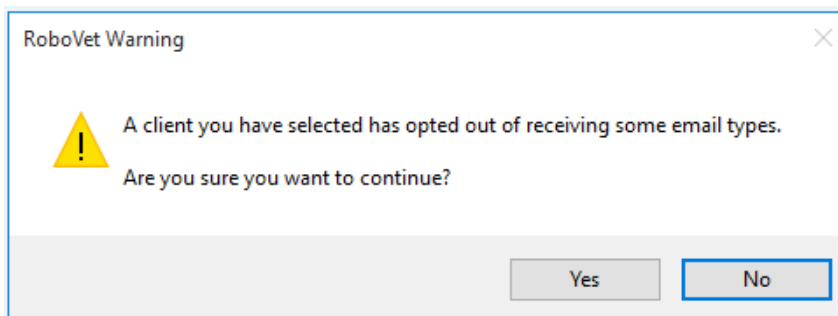 RoboVet Warning
A client you have selected has opted out of receiving some email types.
Are you sure you want to continue?
Yes
No